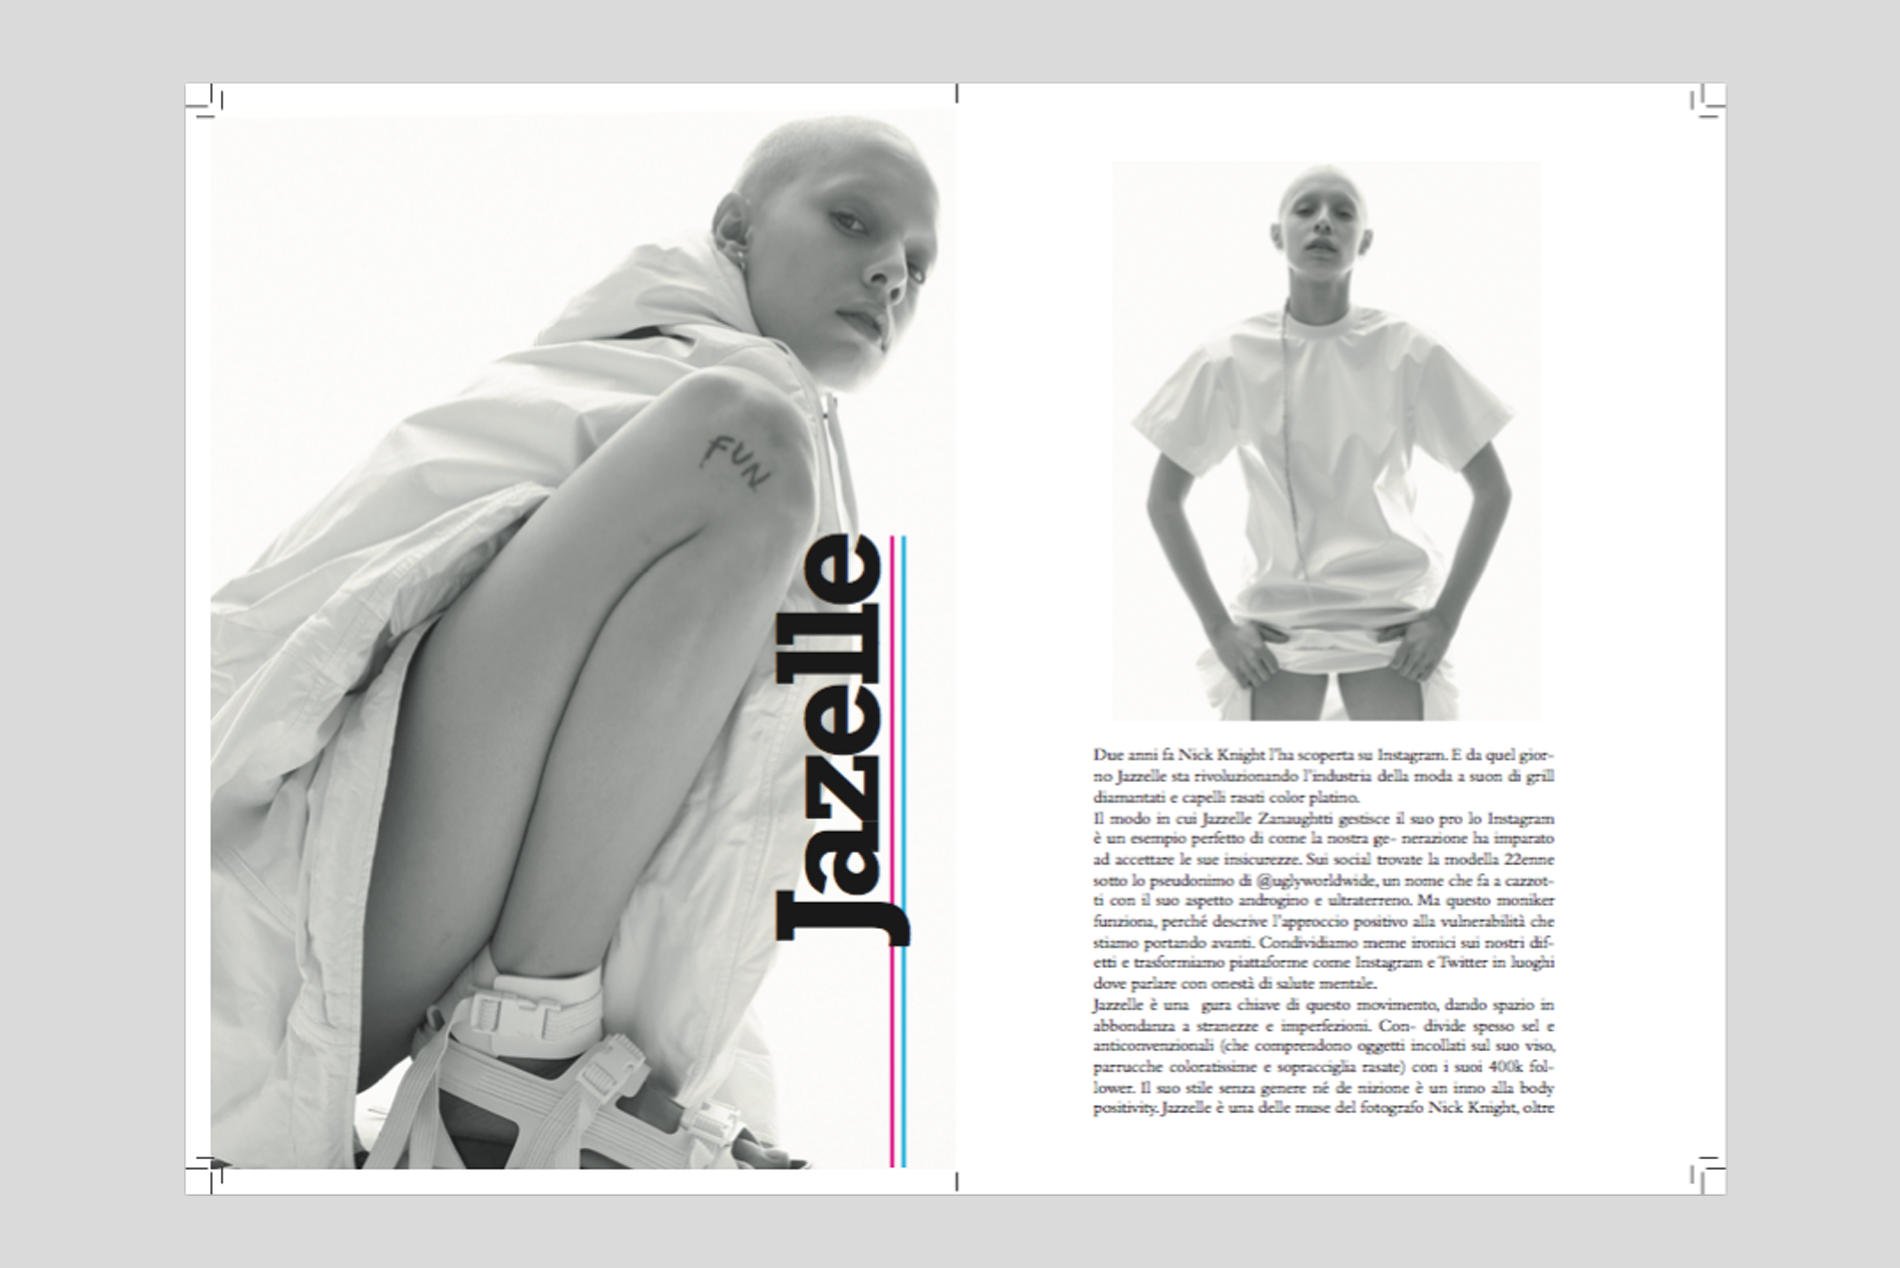 FUN
Jazelle
Due anni fa Nick Knight l'ha scoperta su Instagram. E da quel gior-
no Jazzelle sta rivoluzionando l'industria della moda a suon di grill
diamantati e capelli rasati color platino.
Il modo in cui Jazzelle Zanaughtti gestisce il suo pro lo Instagram
è un esempio perfetto di come la nostra ge- nerazione ha imparato
ad accettare le sue insicurezze. Sui social trovate la modella 22enne
sotto lo pseudonimo di @uglyworldwide, un nome che fa a cazzot-
ti con il suo aspetto androgino e ultraterreno. Ma questo moniker
funziona, perché descrive l'approccio positivo alla vulnerabilità che
stiamo portando avanti. Condividiamo meme ironici sui nostri dif-
etti e trasformiamo piattaforme come Instagram e Twitter in luoghi
dove parlare con onestà di salute mentale.
Jazzelle è una  gura chiave di questo movimento, dando spazio in
abbondanza a stranezze e imperfezioni. Con- divide spesso sel e
anticonvenzionali (che comprendono oggetti incollati sul suo viso,
parrucche coloratissime e sopracciglia rasate) con i suoi 400k fol-
lower. Il suo stile senza genere né de nizione è un inno alla body
positivity. Jazzelle è una delle muse del fotografo Nick Knight, oltre